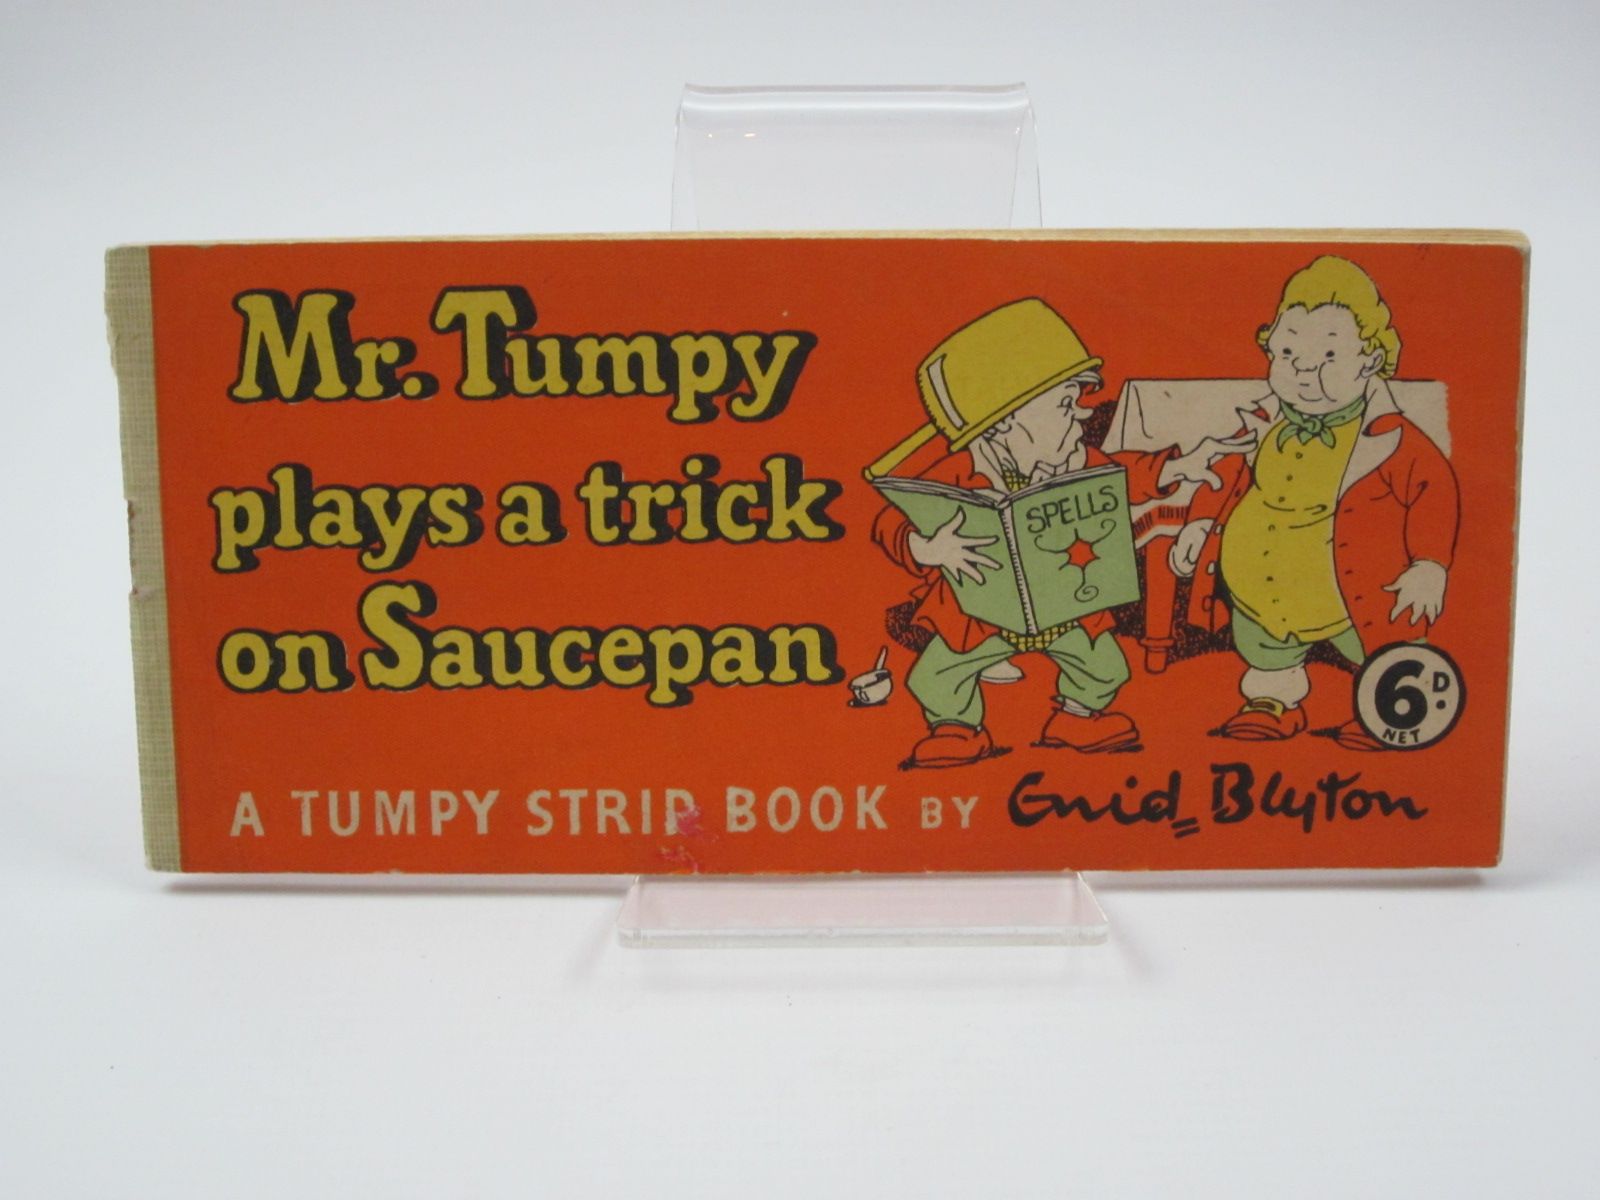 Mr. Tumpy
plays a trick
on Saucepan
SPELLS
6D.
NET
A TUMPY STRIP BOOK BY Enid Blyton